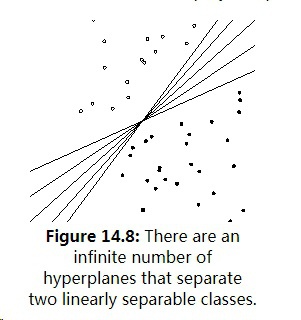 Figure 14.8: There are an
infinite number of
hyperplanes that separate
two linearly separable classes.